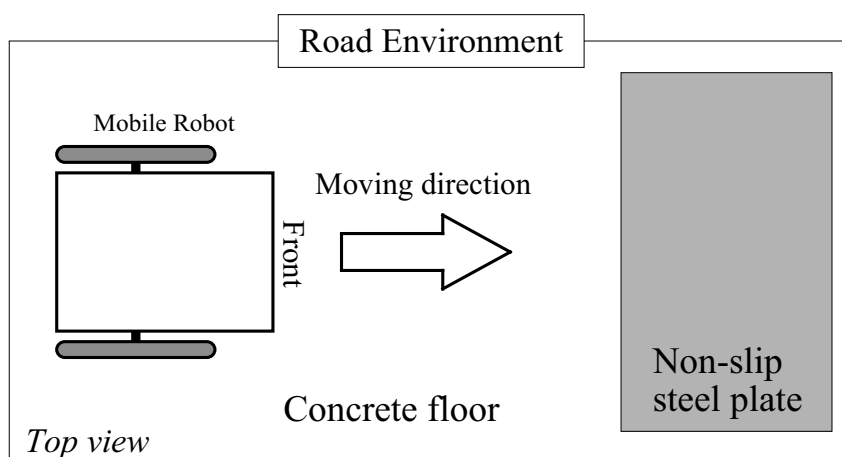 Road Environment
Mobile Robot
Moving direction
Front
Non-slip
steel plate
Concrete floor
Top view